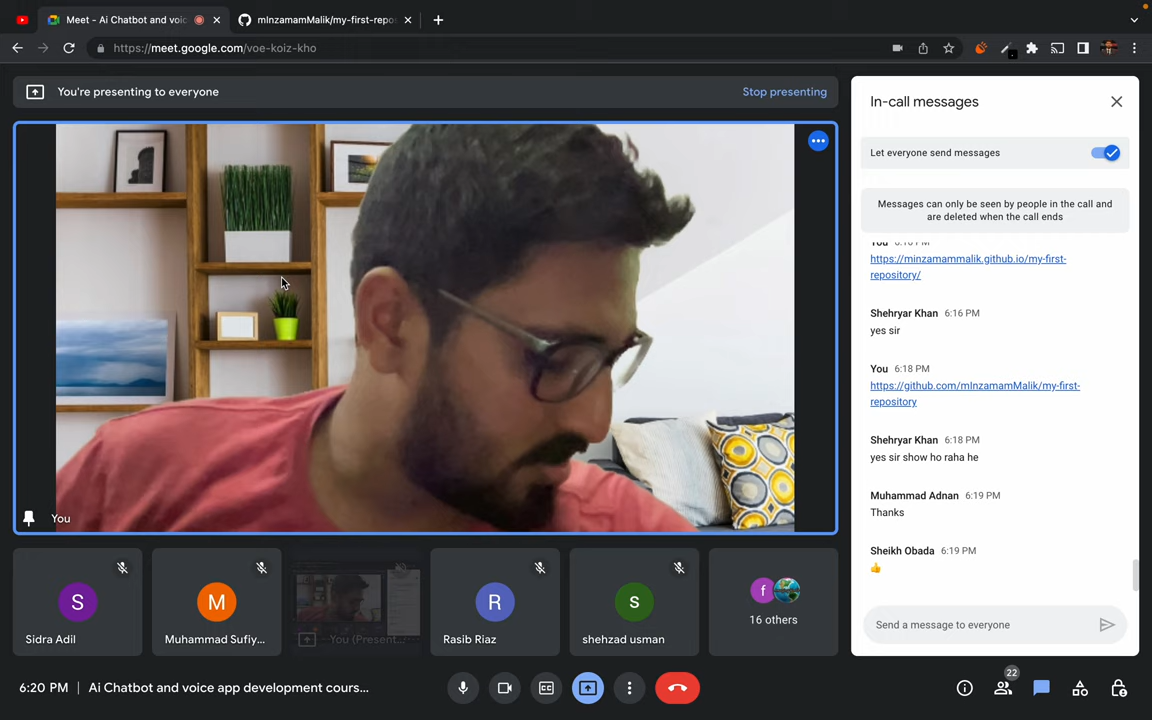 Meet - Ai Chatbot and voic
mInzamamMalik/my-first-repos
https://meet.google.com/voe-koiz-kho
You're presenting to everyone
Stop presenting
You
Sidra Adil
Muhammad Sufiy...
You (Present...
Rasib Riaz
shehzad usman
16 others
S
M
R
s
f
6:20 PM | Ai Chatbot and voice app development cours...
22
In-call messages
Let everyone send messages
Messages can only be seen by people in the call and
are deleted when the call ends
https://minzamammalik.github.io/my-first-
repository/
Shehryar Khan 6:16 PM
yes sir
You 6:18 PM
https://github.com/mInzamamMalik/my-first-
repository
Shehryar Khan 6:18 PM
yes sir show ho raha he
Muhammad Adnan 6:19 PM
Thanks
Sheikh Obada 6:19 PM
👍
Send a message to everyone